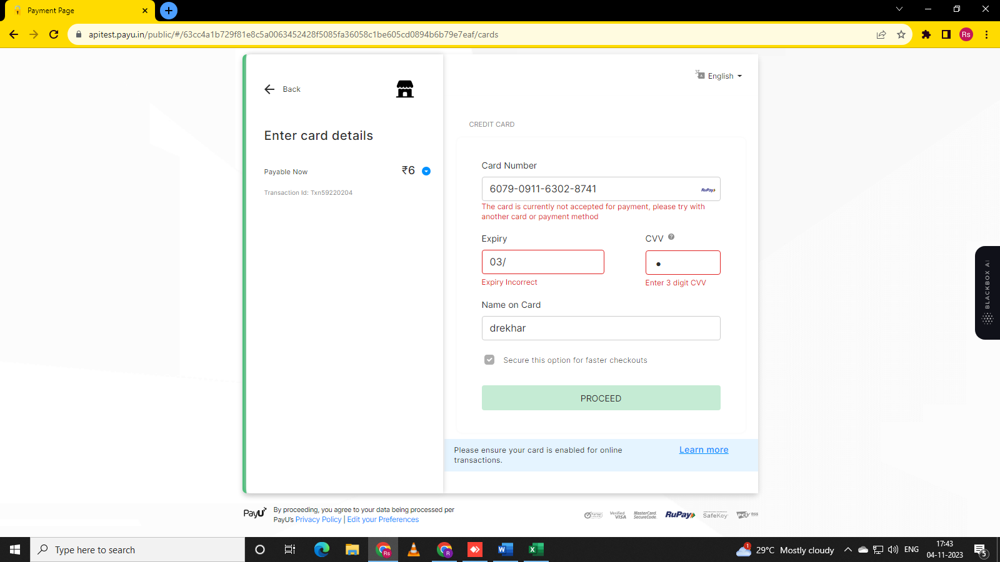 Payment Page
apitest.payu.in/public/#/63cc4a1b729f81e8c5a0063452428f5085fa36058c1be605cd0894b6b79e7eaf/cards
Rs
Back
English
Enter card details
Payable Now
₹6
Transaction Id: Txn59220204
CREDIT CARD
Card Number
6079-0911-6302-8741
RuPay
The card is currently not accepted for payment, please try with
another card or payment method
Expiry
CVV
?
03/
Expiry Incorrect
Enter 3 digit CVV
Name on Card
drekhar
Secure this option for faster checkouts
PROCEED
Please ensure your card is enabled for online
transactions.
Learn more
BLACKBOX AI
PayU
By proceeding, you agree to your data being processed per
PayU's Privacy Policy | Edit your Preferences
Verified
VISA
MasterCard.
SecureCode.
RuPay
SafeKey
PCI DSS
Type here to search
Rs
R
W
X
1
29°C Mostly cloudy
ENG
17:43
04-11-2023
5